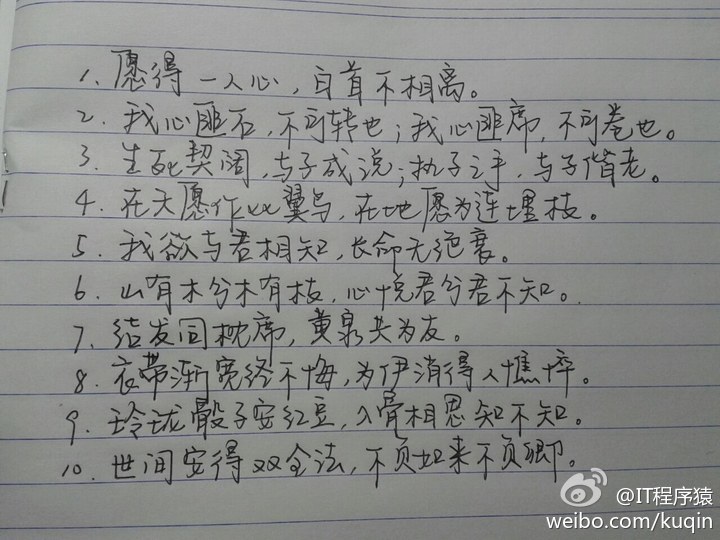 1、愿得一人心，白首不相离。
2、我心匪石，不可转也；我心匪席，不可卷也。
3、生死契阔，与子成说；执子之手，与子偕老。
4、在天愿作双翼鸟，在地愿为连理枝。
5、我欲与君相知，长命无绝衰。
6、山有木兮木有枝，心悦君兮君不知。
7、结发同枕席，黄泉共为友。
8、衣带渐宽终不悔，为伊消得人憔悴。
9、玲珑骰子安红豆，入骨相思知不知。
10、世间安得双全法，不负如来不负卿。
@IT程序猿
weibo.com/kuqin